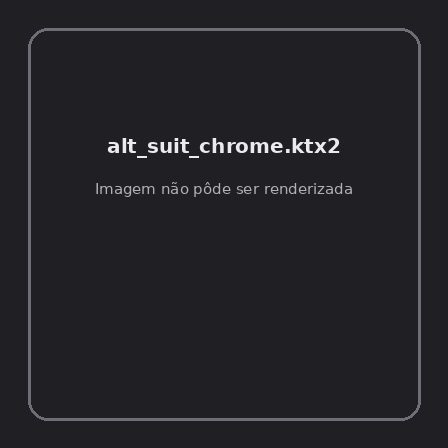 alt_suit_chrome.ktx2
Imagem não pôde ser renderizada